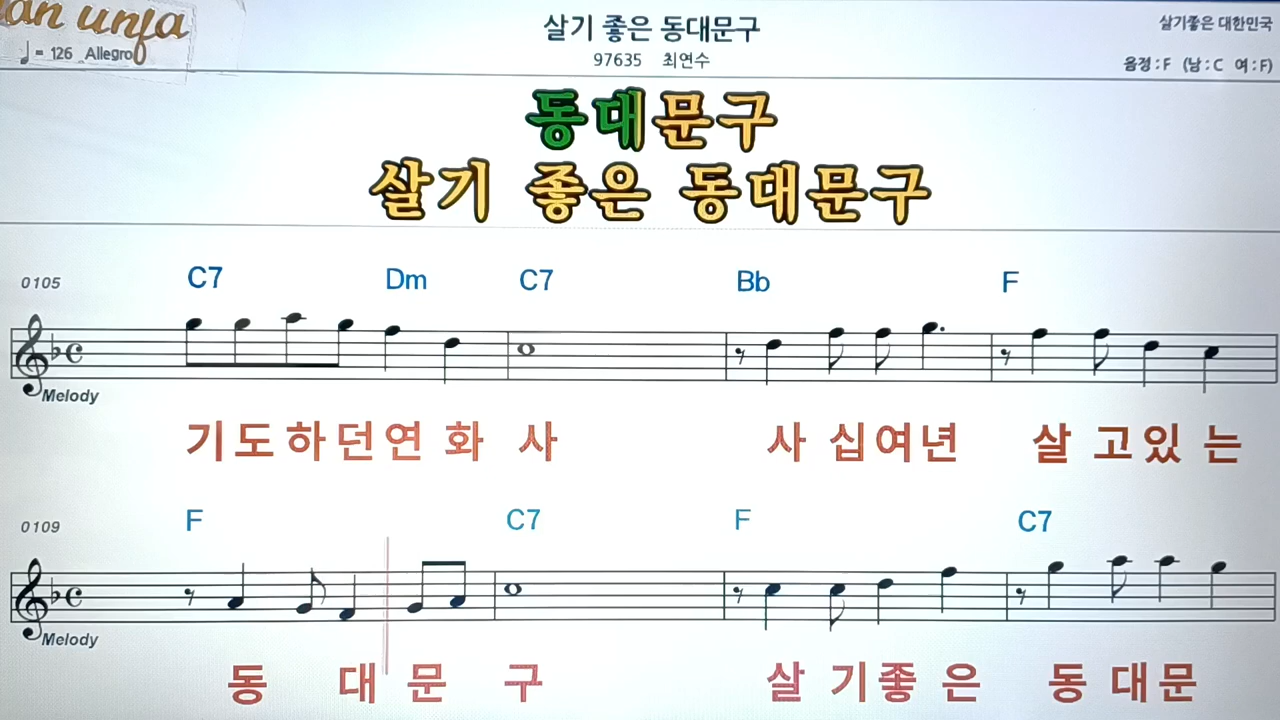 an unja
♩= 126 Allegro
살기 좋은 동대문구
97635 최연수
살기좋은 대한민국
음정 : F (남 : C 여 : F)
동대문구
살기 좋은 동대문구
0105 C7 Dm C7 Bb F
Melody
기도하던연 화 사 사 십여년 살 고있 는
0109 F C7 F C7
Melody
동 대 문 구 살 기좋 은 동 대문